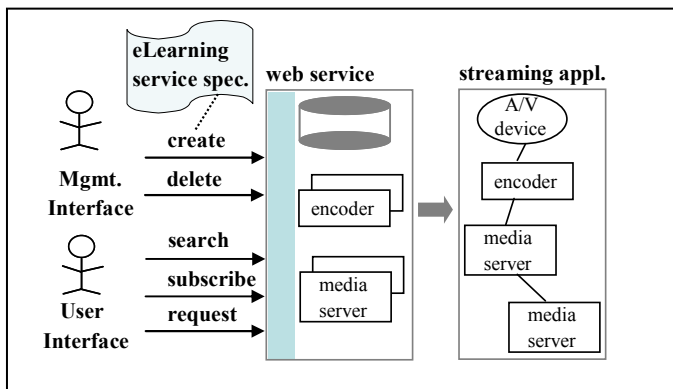 eLearning
service spec.
web service
streaming appl.
create
delete
Mgmt.
Interface
search
subscribe
request
User
Interface
encoder
media
server
A/V
device
encoder
media
server
media
server